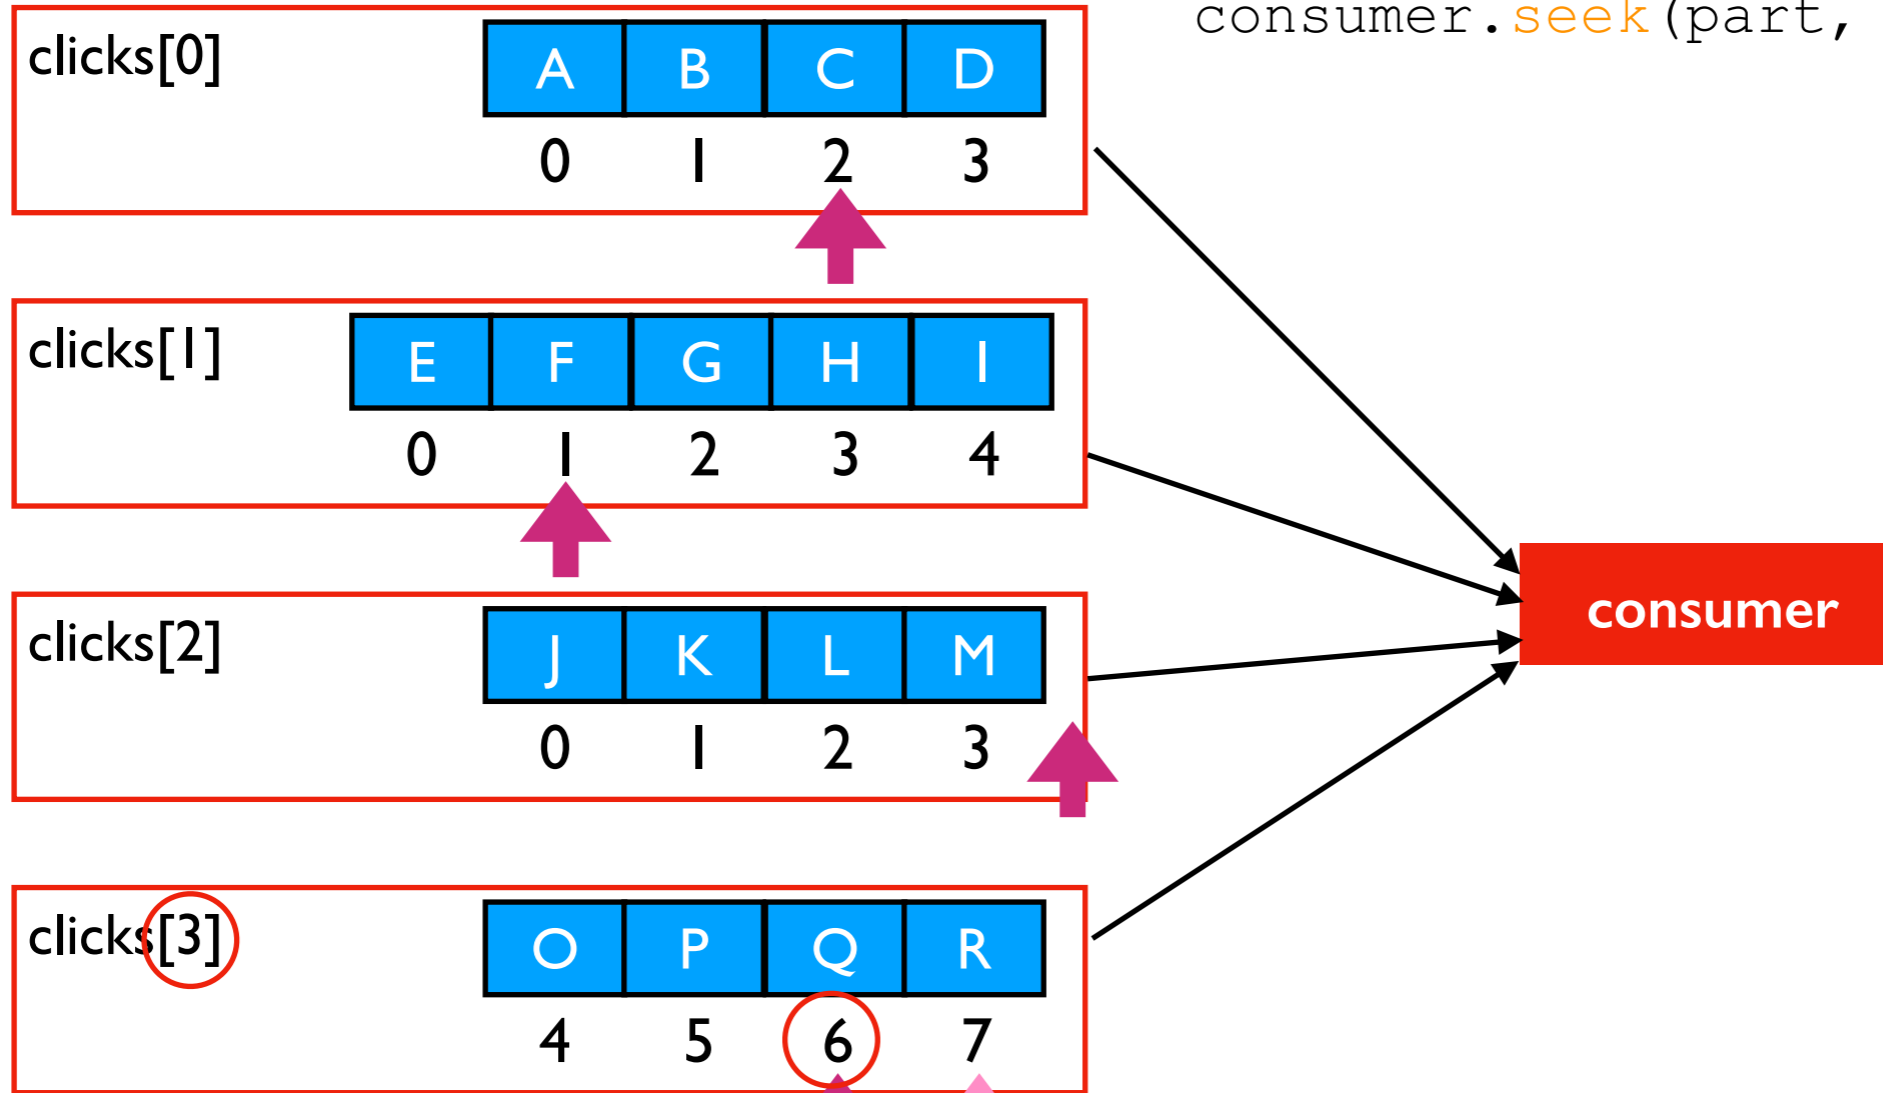 consumer.seek(part,
clicks[0]
A B C D
0 1 2 3
clicks[1]
E F G H I
0 1 2 3 4
consumer
clicks[2]
J K L M
0 1 2 3
clicks[3]
O P Q R
4 5 6 7